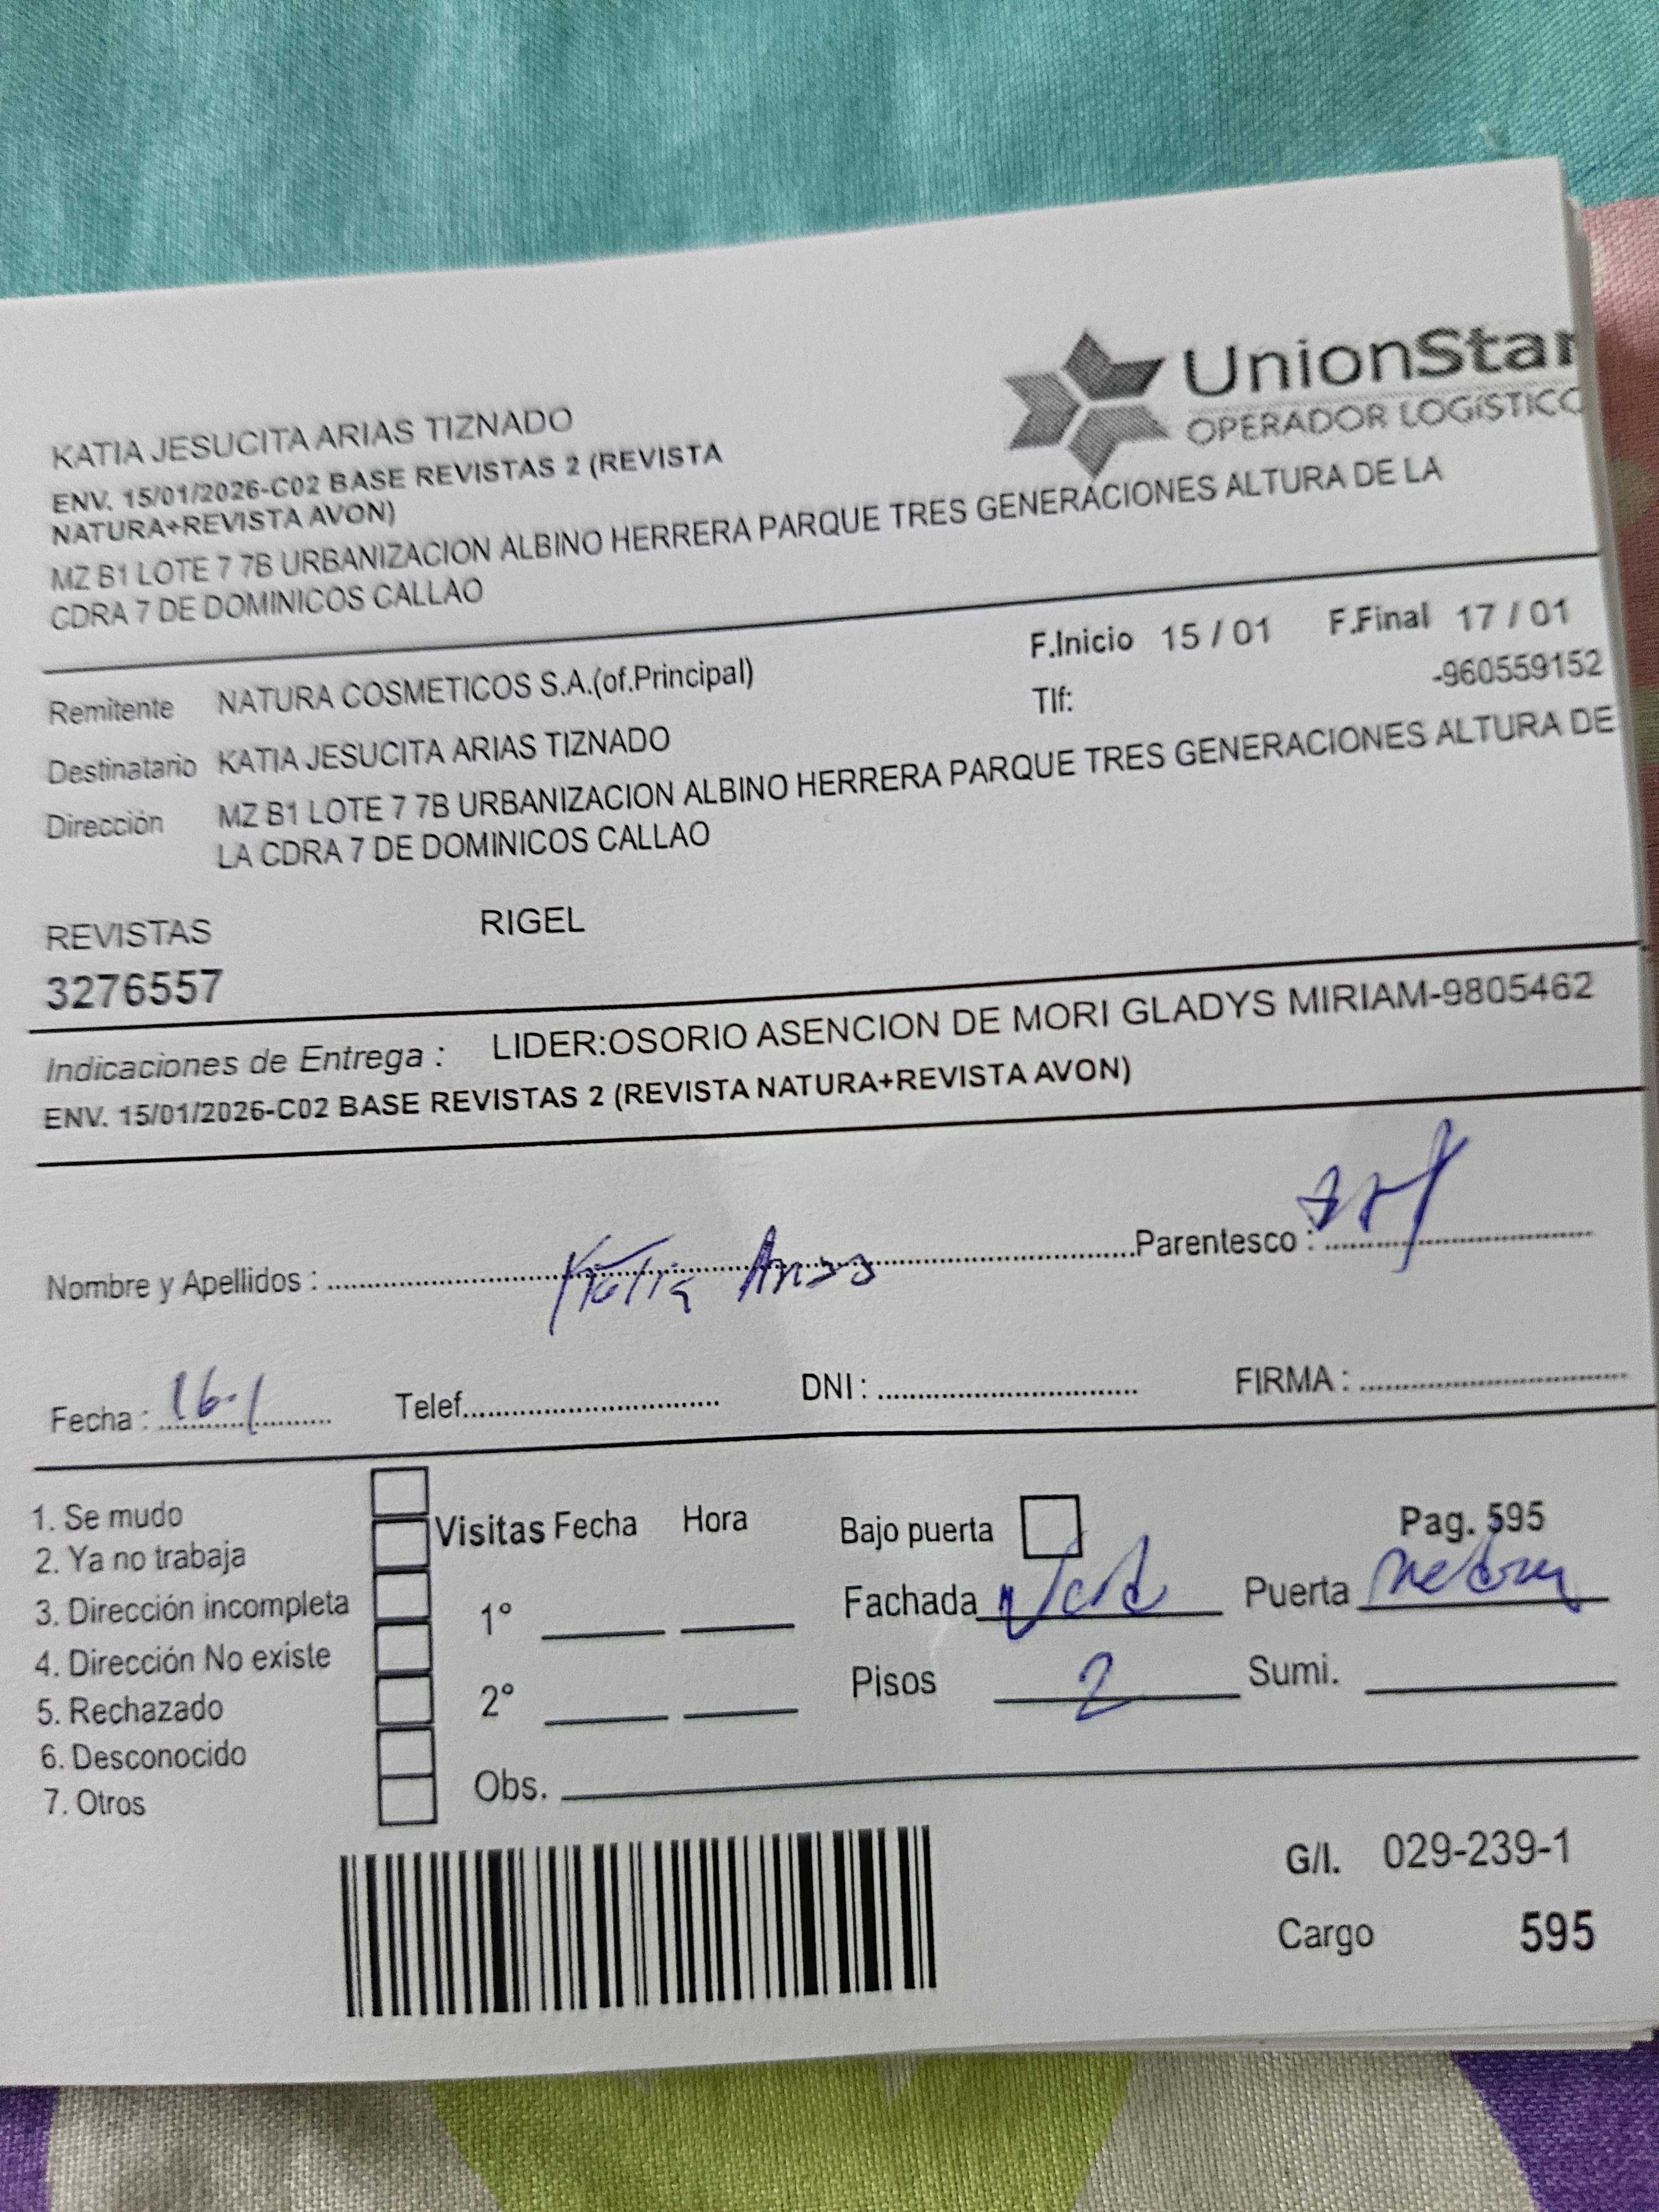 UnionStar
OPERADOR LOGÍSTICO
KATIA JESUCITA ARIAS TIZNADO
ENV. 15/01/2026-C02 BASE REVISTAS 2 (REVISTA
NATURA+REVISTA AVON)
MZ B1 LOTE 7 7B URBANIZACION ALBINO HERRERA PARQUE TRES GENERACIONES ALTURA DE LA
CDRA 7 DE DOMINICOS CALLAO
F.Inicio 15 / 01 F.Final 17 / 01
Remitente NATURA COSMETICOS S.A.(of.Principal) Tlf: -960559152
Destinatario KATIA JESUCITA ARIAS TIZNADO
Dirección MZ B1 LOTE 7 7B URBANIZACION ALBINO HERRERA PARQUE TRES GENERACIONES ALTURA DE
LA CDRA 7 DE DOMINICOS CALLAO
REVISTAS RIGEL
3276557
Indicaciones de Entrega : LIDER:OSORIO ASENCION DE MORI GLADYS MIRIAM-9805462
ENV. 15/01/2026-C02 BASE REVISTAS 2 (REVISTA NATURA+REVISTA AVON)
Nombre y Apellidos : Katia Arias Parentesco :
Fecha : 16-1 Telef. DNI : FIRMA :
1. Se mudo
2. Ya no trabaja
3. Dirección incompleta
4. Dirección No existe
5. Rechazado
6. Desconocido
7. Otros
Visitas Fecha Hora
1°
2°
Obs.
Bajo puerta Pag. 595
Fachada Puerta
Pisos 2 Sumi.
G/I. 029-239-1
Cargo 595